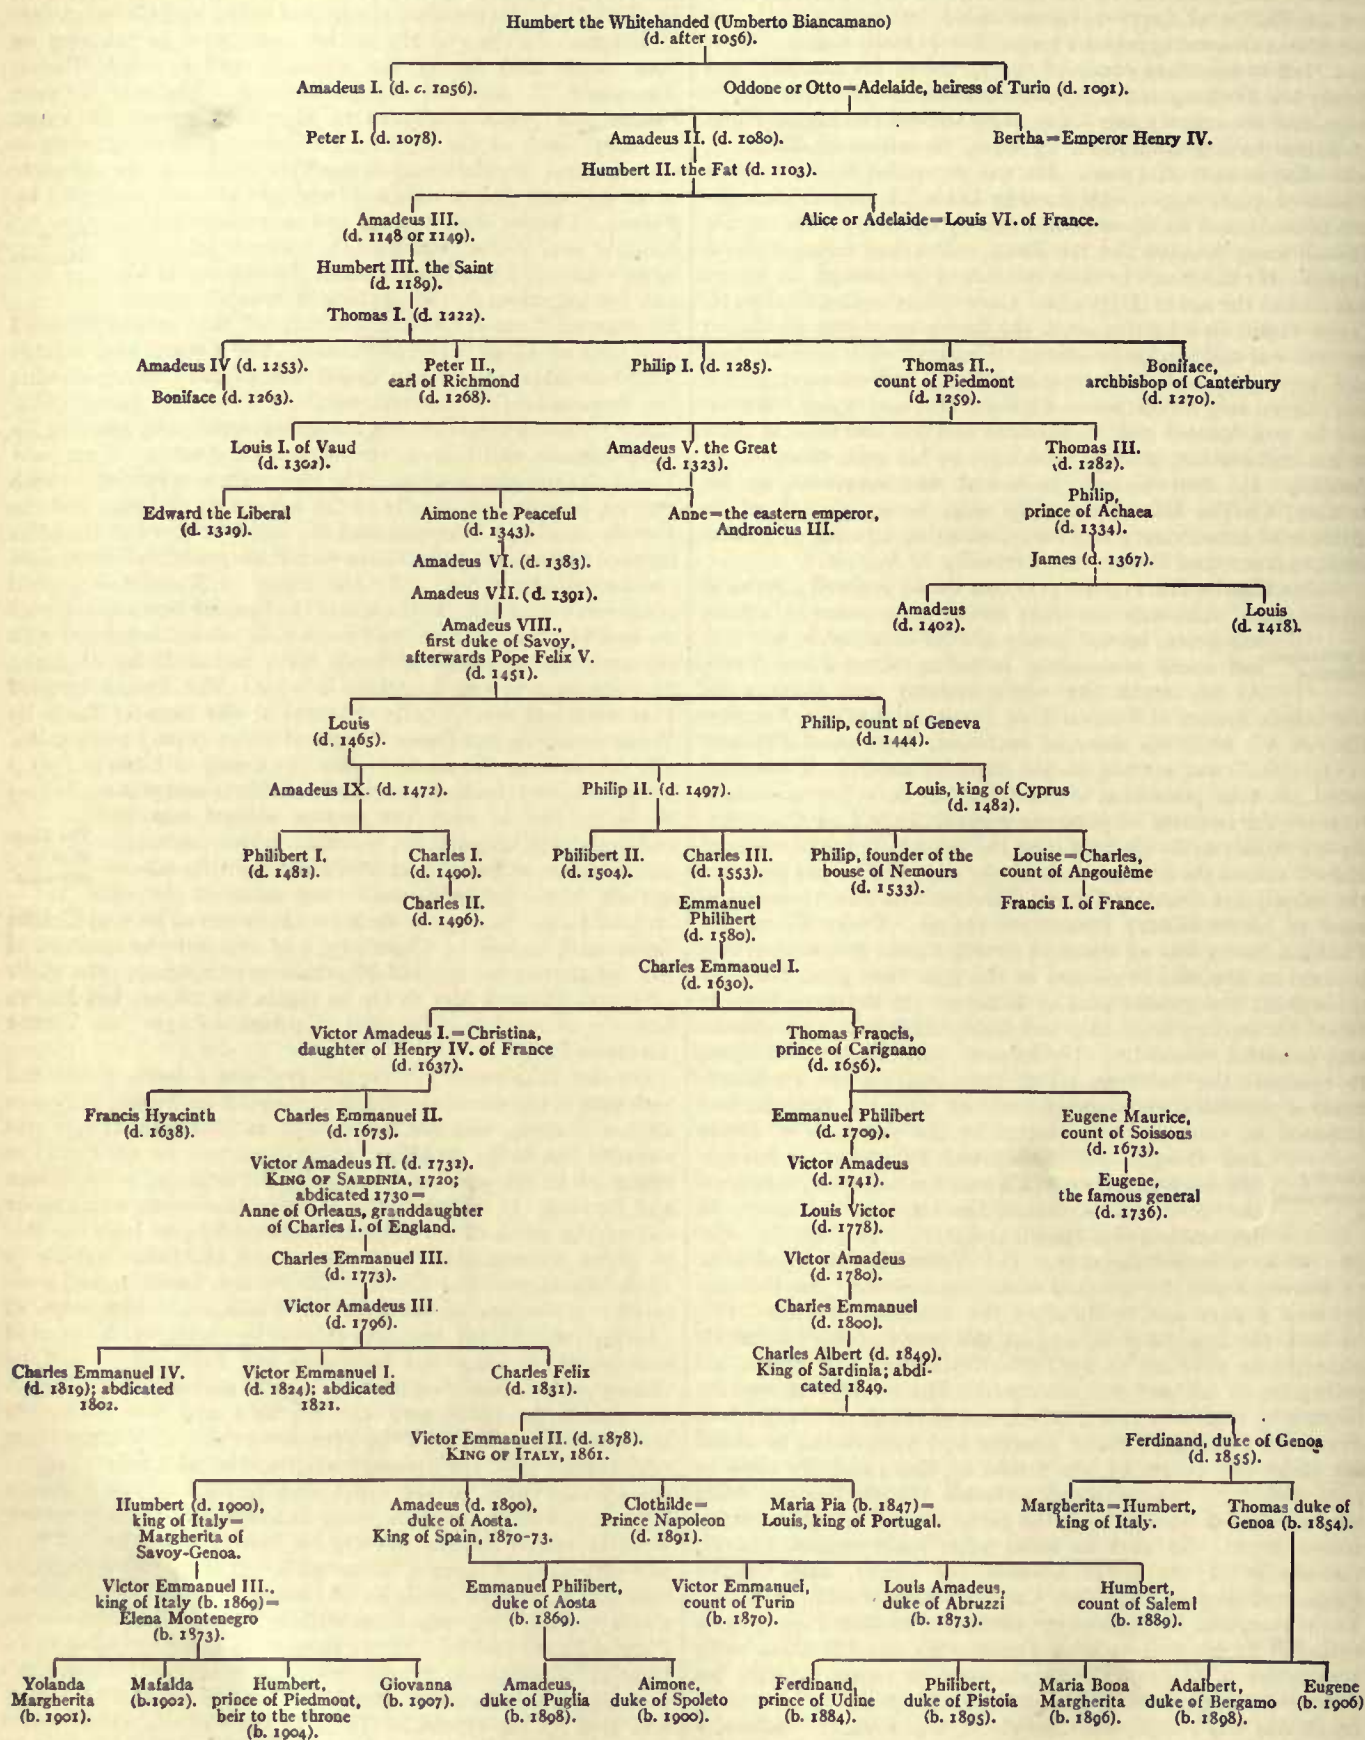 Humbert the Whitehanded (Umberto Biancamano)
(d. after 1056).
Amadeus I. (d. c. 1056).
Oddone or Otto=Adelaide, heiress of Turin (d. 1091).
Peter I. (d. 1078).
Amadeus II. (d. 1080).
Bertha=Emperor Henry IV.
Humbert II. the Fat (d. 1103).
Amadeus III.
(d. 1148 or 1149).
Alice or Adelaide=Louis VI. of France.
Humbert III. the Saint
(d. 1189).
Thomas I. (d. 1222).
Amadeus IV (d. 1253).
Boniface (d. 1263).
Peter II.,
earl of Richmond
(d. 1268).
Philip I. (d. 1285).
Thomas II.,
count of Piedmont
(d. 1259).
Boniface,
archbishop of Canterbury
(d. 1270).
Louis I. of Vaud
(d. 1302).
Amadeus V. the Great
(d. 1323).
Thomas III.
(d. 1282).
Edward the Liberal
(d. 1329).
Aimone the Peaceful
(d. 1343).
Anne=the eastern emperor,
Andronicus III.
Philip,
prince of Achaea
(d. 1334).
Amadeus VI. (d. 1383).
James (d. 1367).
Amadeus VII. (d. 1391).
Amadeus
(d. 1402).
Louis
(d. 1418).
Amadeus VIII.,
first duke of Savoy,
afterwards Pope Felix V.
(d. 1451).
Louis
(d. 1465).
Philip, count of Geneva
(d. 1444).
Amadeus IX. (d. 1472).
Philip II. (d. 1497).
Louis, king of Cyprus
(d. 1482).
Philibert I.
(d. 1482).
Charles I.
(d. 1490).
Charles II.
(d. 1496).
Philibert II.
(d. 1504).
Charles III.
(d. 1553).
Emmanuel
Philibert
(d. 1580).
Philip, founder of the
house of Nemours
(d. 1533).
Louise=Charles,
count of Angoulême
Francis I. of France.
Charles Emmanuel I.
(d. 1630).
Victor Amadeus I.=Christina,
daughter of Henry IV. of France
(d. 1637).
Thomas Francis,
prince of Carignano
(d. 1656).
Francis Hyacinth
(d. 1638).
Charles Emmanuel II.
(d. 1675).
Emmanuel Philibert
(d. 1709).
Eugene Maurice,
count of Soissons
(d. 1673).
Victor Amadeus II. (d. 1732).
KING OF SARDINIA, 1720;
abdicated 1730=
Anne of Orleans, granddaughter
of Charles I. of England.
Victor Amadeus
(d. 1741).
Eugene,
the famous general
(d. 1736).
Louis Victor
(d. 1778).
Charles Emmanuel III.
(d. 1773).
Victor Amadeus
(d. 1780).
Victor Amadeus III.
(d. 1796).
Charles Emmanuel
(d. 1800).
Charles Emmanuel IV.
(d. 1819); abdicated
1802.
Victor Emmanuel I.
(d. 1824); abdicated
1821.
Charles Felix
(d. 1831).
Charles Albert (d. 1849).
King of Sardinia; abdi-
cated 1849.
Victor Emmanuel II. (d. 1878).
KING OF ITALY, 1861.
Ferdinand, duke of Genoa
(d. 1855).
Humbert (d. 1900),
king of Italy=
Margherita of
Savoy-Genoa.
Amadeus (d. 1890),
duke of Aosta.
King of Spain, 1870-73.
Clothilde=
Prince Napoleon
(d. 1891).
Maria Pia (b. 1847)=
Louis, king of Portugal.
Margherita=Humbert,
king of Italy.
Thomas duke of
Genoa (b. 1854).
Victor Emmanuel III.,
king of Italy (b. 1869)=
Elena Montenegro
(b. 1873).
Emmanuel Philibert,
duke of Aosta
(b. 1869).
Victor Emmanuel,
count of Turin
(b. 1870).
Louis Amadeus,
duke of Abruzzi
(b. 1873).
Humbert,
count of Salemi
(b. 1889).
Yolanda
Margherita
(b. 1901).
Mafalda
(b. 1902).
Humbert,
prince of Piedmont,
heir to the throne
(b. 1904).
Giovanna
(b. 1907).
Amadeus,
duke of Puglia
(b. 1898).
Aimone,
duke of Spoleto
(b. 1900).
Ferdinand,
prince of Udine
(b. 1884).
Philibert,
duke of Pistoia
(b. 1895).
Maria Bona
Margherita
(b. 1896).
Adalbert,
duke of Bergamo
(b. 1898).
Eugene
(b. 1906)